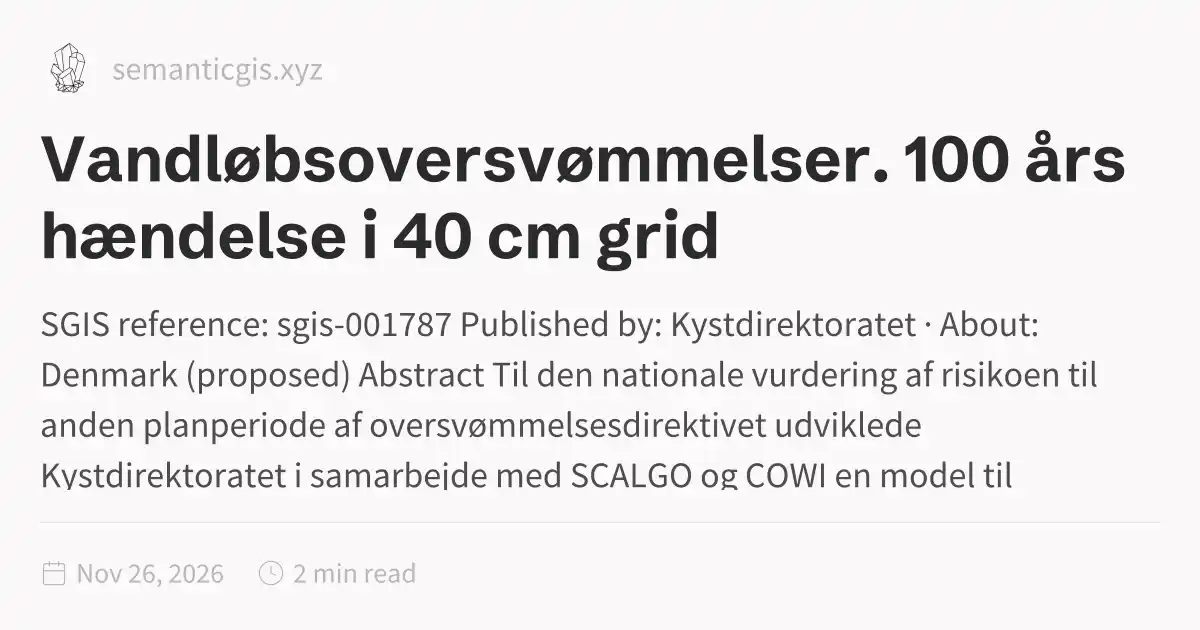 semanticgis.xyz
Vandløbsoversvømmelser. 100 års
hændelse i 40 cm grid
SGIS reference: sgis-001787 Published by: Kystdirektoratet · About:
Denmark (proposed) Abstract Til den nationale vurdering af risikoen til
anden planperiode af oversvømmelsesdirektivet udviklede
Kystdirektoratet i samarbejde med SCALGO og COWI en model til
Nov 26, 2026
2 min read